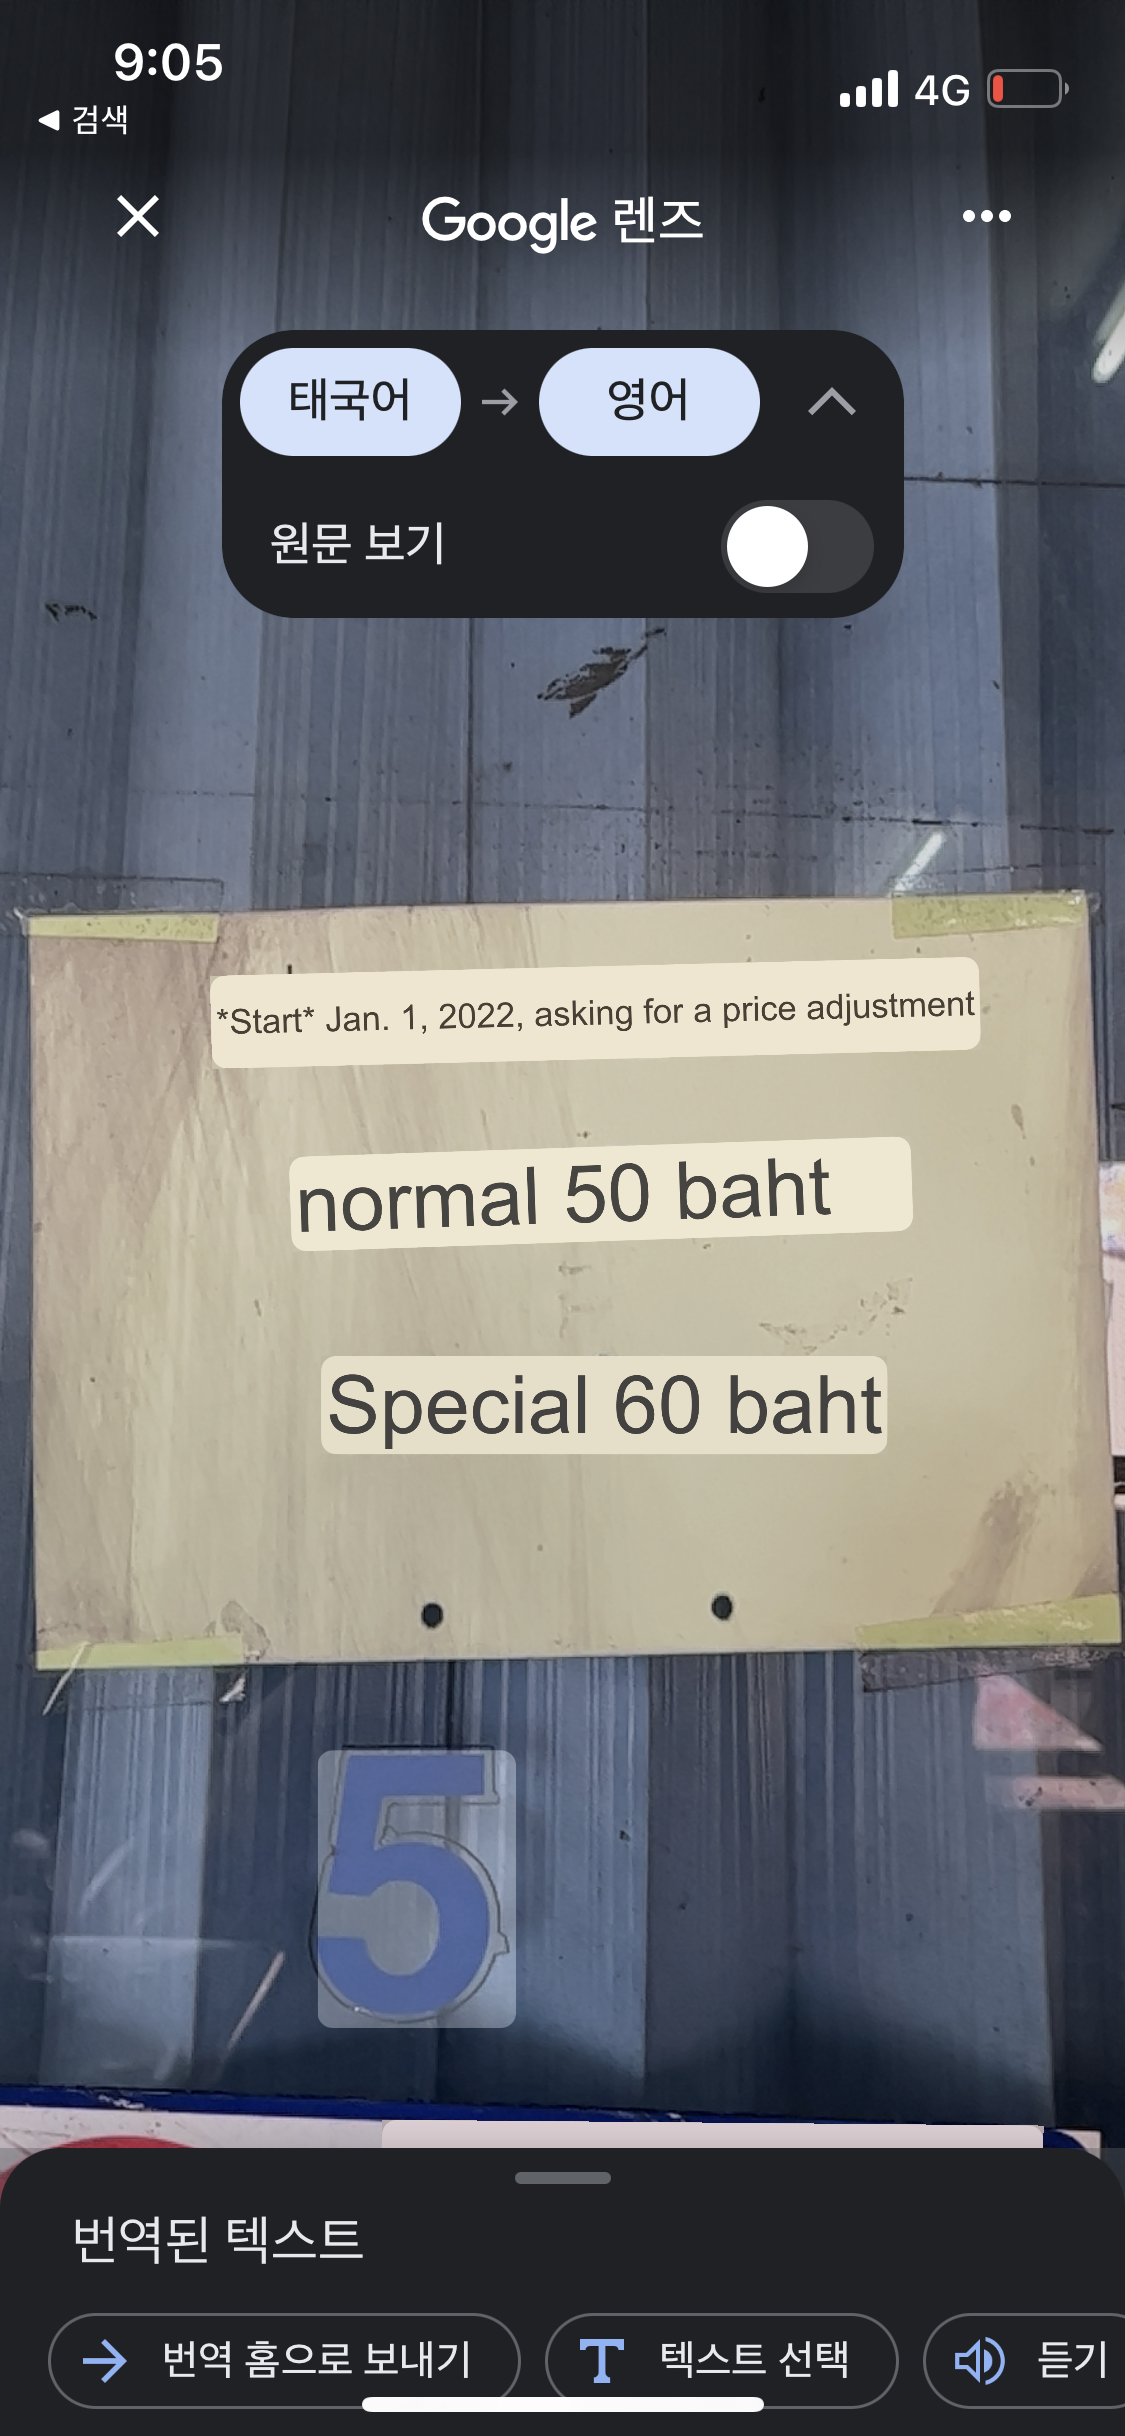 9:05
4G
◀ 검색
Google 렌즈
태국어 → 영어
원문 보기
*Start* Jan. 1, 2022, asking for a price adjustment
normal 50 baht
Special 60 baht
5
번역된 텍스트
번역 홈으로 보내기
텍스트 선택
듣기